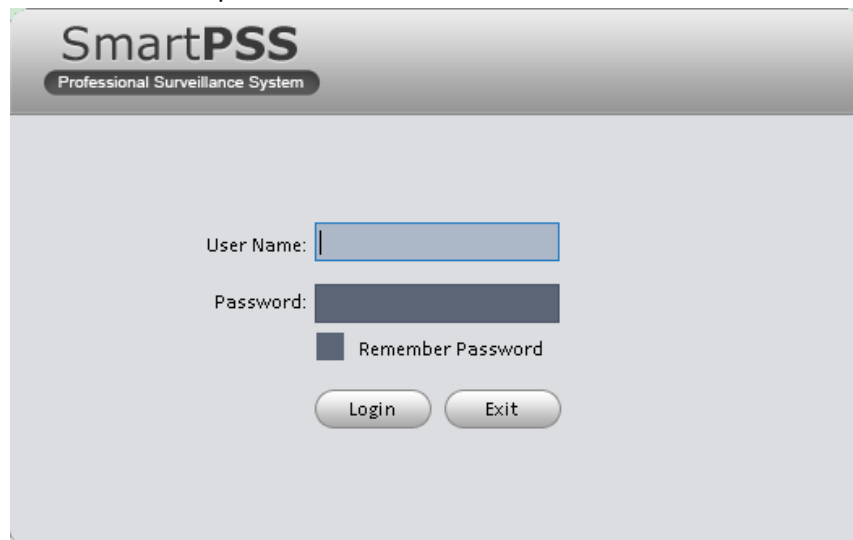 SmartPSS
Professional Surveillance System
User Name:
Password:
Remember Password
Login
Exit